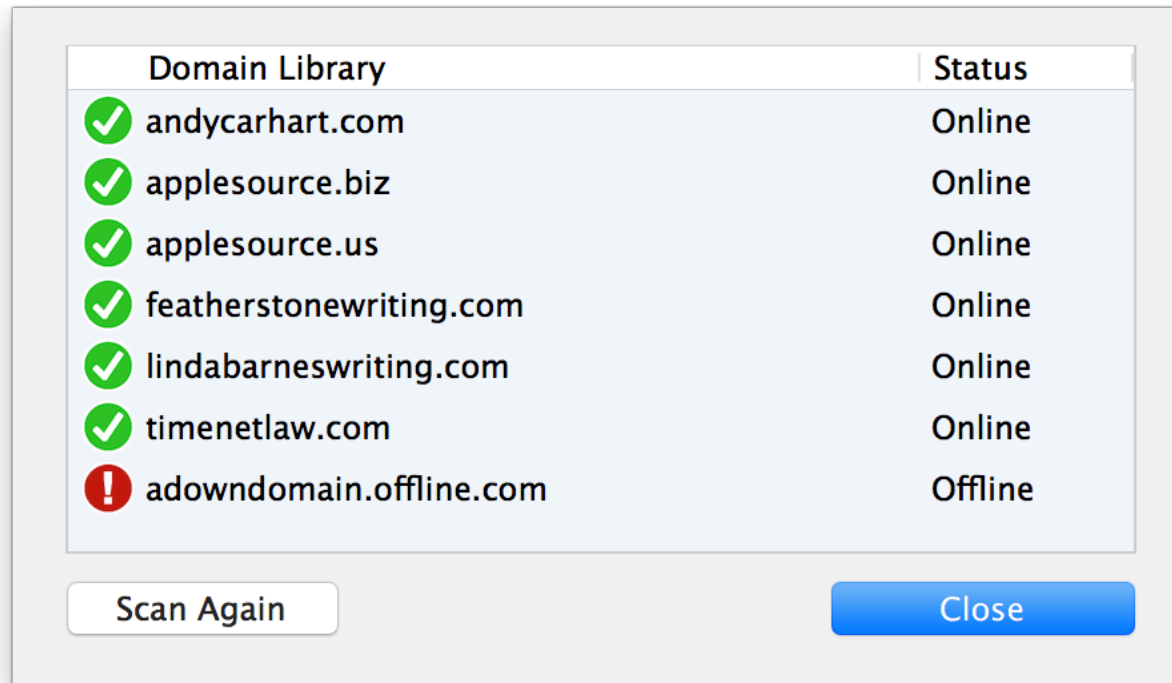 Domain Library Status
andycarhart.com Online
applesource.biz Online
applesource.us Online
featherstonewriting.com Online
lindabarneswriting.com Online
timenetlaw.com Online
adowndomain.offline.com Offline
Scan Again Close